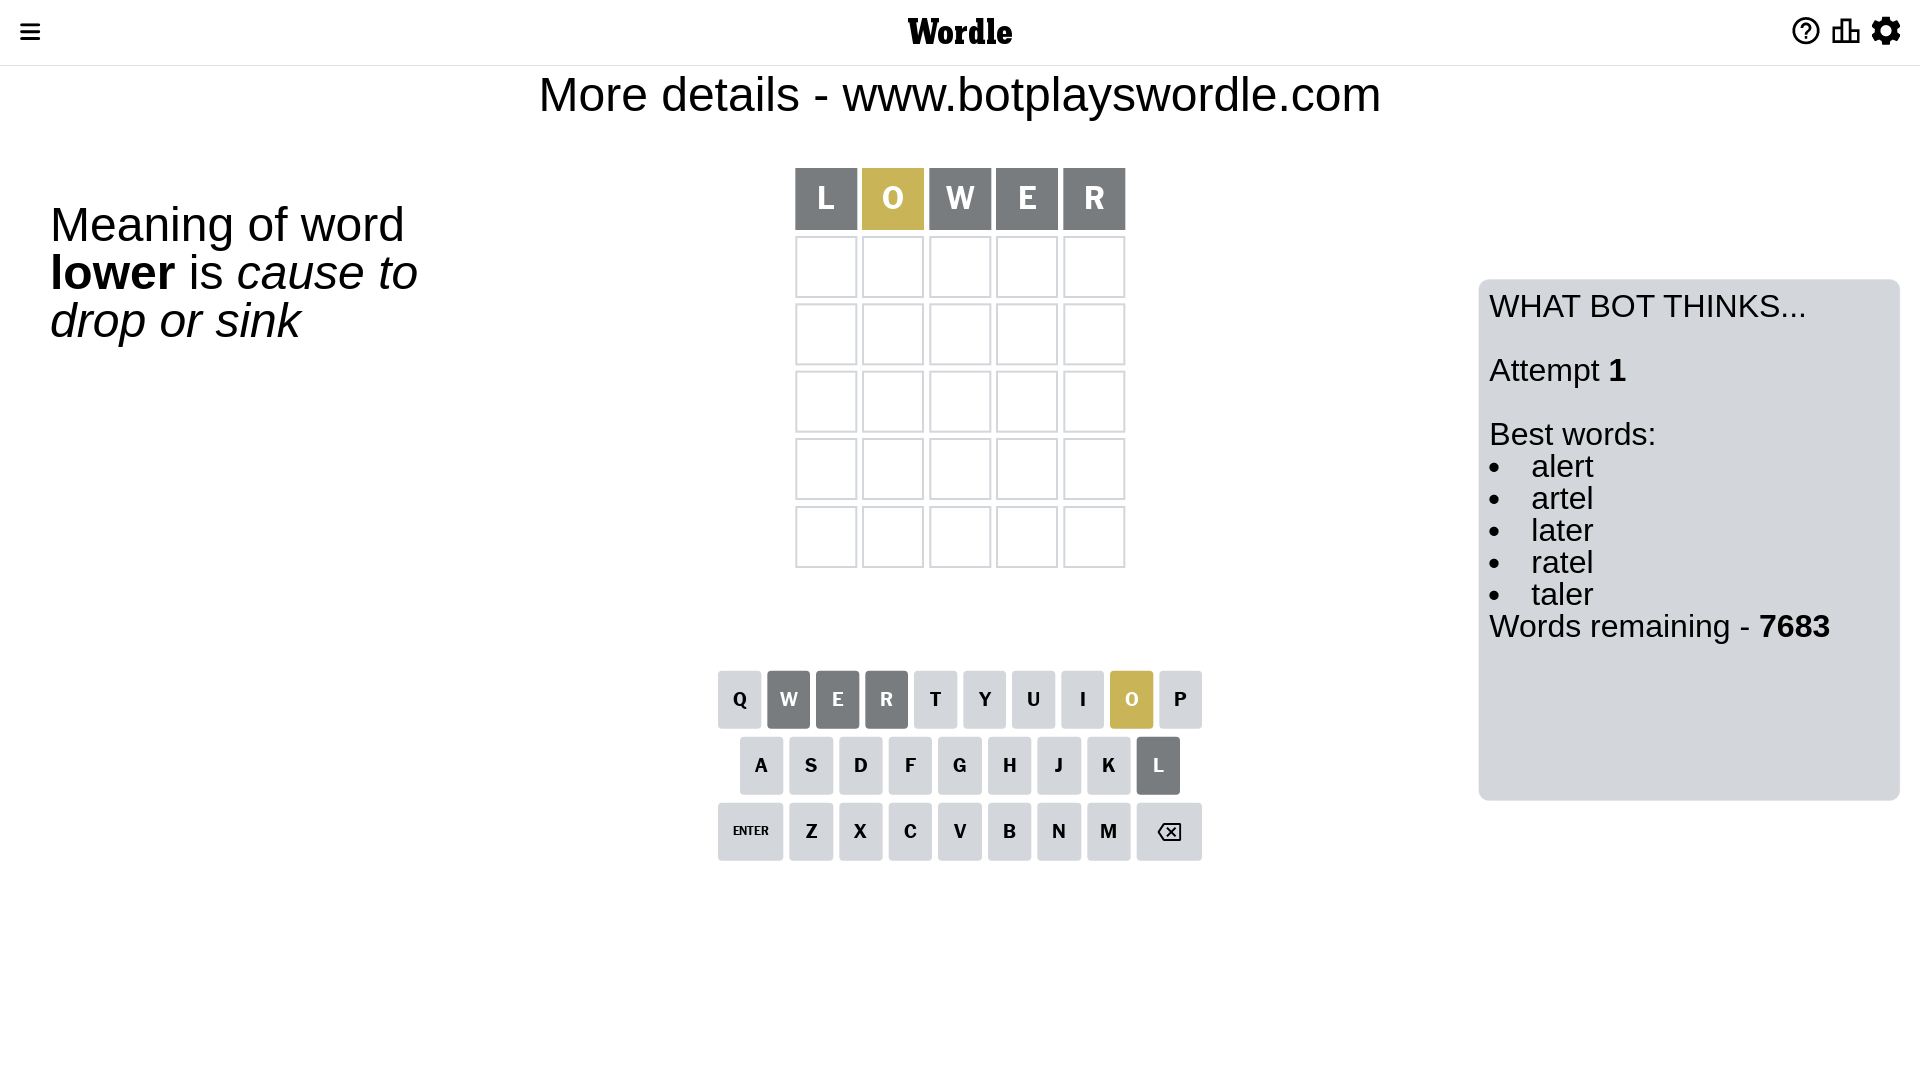 Wordle
More details - www.botplayswordle.com
Meaning of word
lower is cause to
drop or sink
L O W E R
WHAT BOT THINKS...
Attempt 1
Best words:
• alert
• artel
• later
• ratel
• taler
Words remaining - 7683
Q W E R T Y U I O P
A S D F G H J K L
ENTER Z X C V B N M